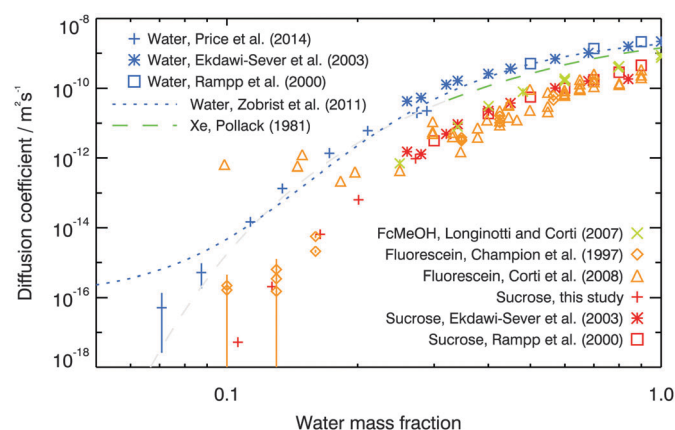 10⁻⁸
10⁻¹⁰
10⁻¹²
10⁻¹⁴
10⁻¹⁶
10⁻¹⁸
Diffusion coefficient / m²s⁻¹
Water, Price et al. (2014)
Water, Ekdawi-Sever et al. (2003)
Water, Rampp et al. (2000)
Water, Zobrist et al. (2011)
Xe, Pollack (1981)
FcMeOH, Longinotti and Corti (2007)
Fluorescein, Champion et al. (1997)
Fluorescein, Corti et al. (2008)
Sucrose, this study
Sucrose, Ekdawi-Sever et al. (2003)
Sucrose, Rampp et al. (2000)
0.1
1.0
Water mass fraction